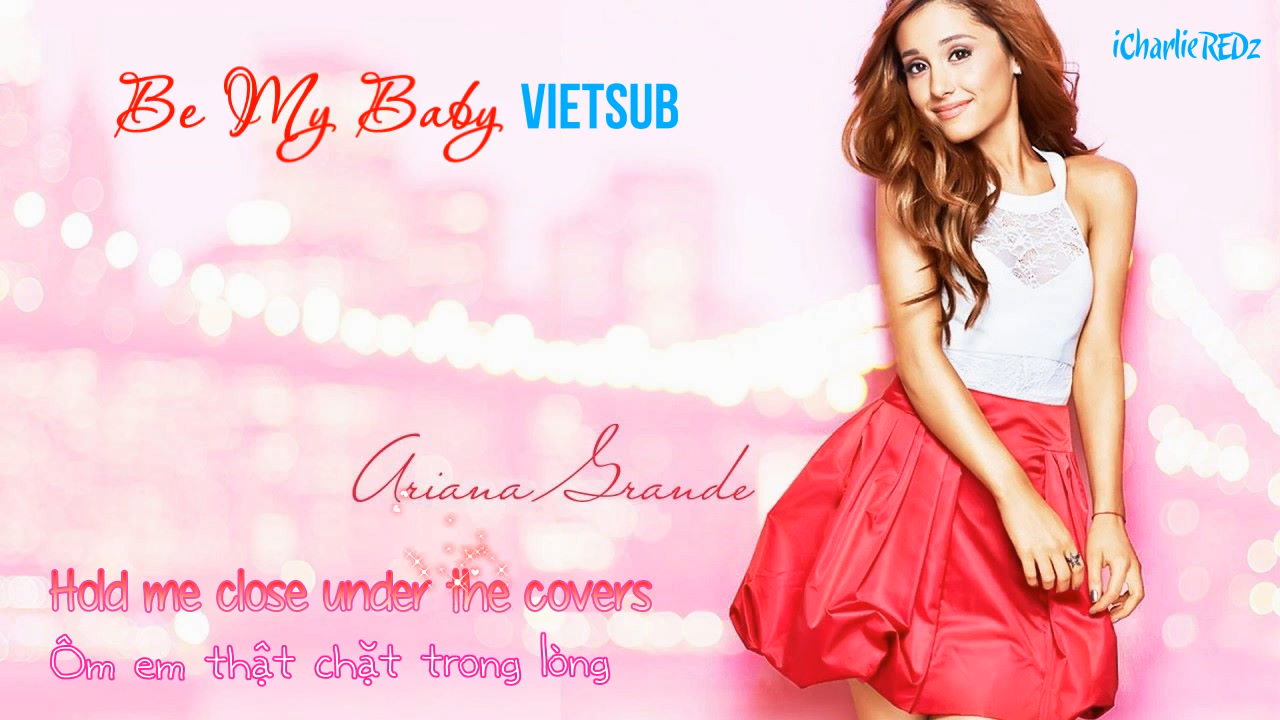 iCharlieREDz
Be My Baby VIETSUB
Ariana Grande
Hold me close under the covers
Ôm em thật chặt trong lòng